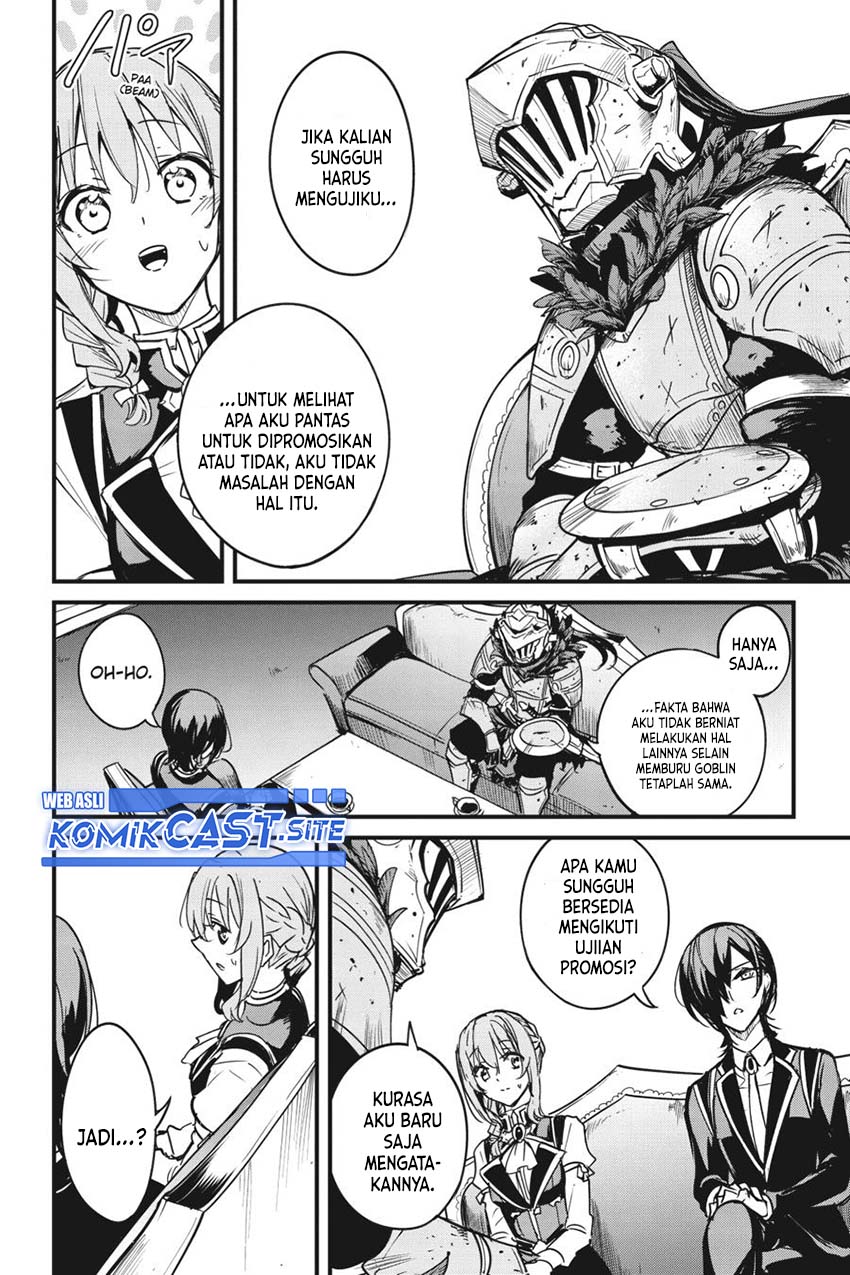 パァ
PAA
(BEAM)
JIKA KALIAN
SUNGGUH
HARUS
MENGUJIKU...
...UNTUK MELIHAT
APA AKU PANTAS
UNTUK DIPROMOSIKAN
ATAU TIDAK, AKU TIDAK
MASALAH DENGAN
HAL ITU.
OH-HO.
HANYA
SAJA...
...FAKTA BAHWA
AKU TIDAK BERNIAT
MELAKUKAN HAL
LAINNYA SELAIN
MEMBURU GOBLIN
TETAPLAH SAMA.
WEB ASLI
KOMIKCAST.SITE
APA KAMU
SUNGGUH
BERSEDIA
MENGIKUTI
UJIIAN
PROMOSI?
KURASA
AKU BARU
SAJA
MENGATA-
KANNYA.
JADI...?